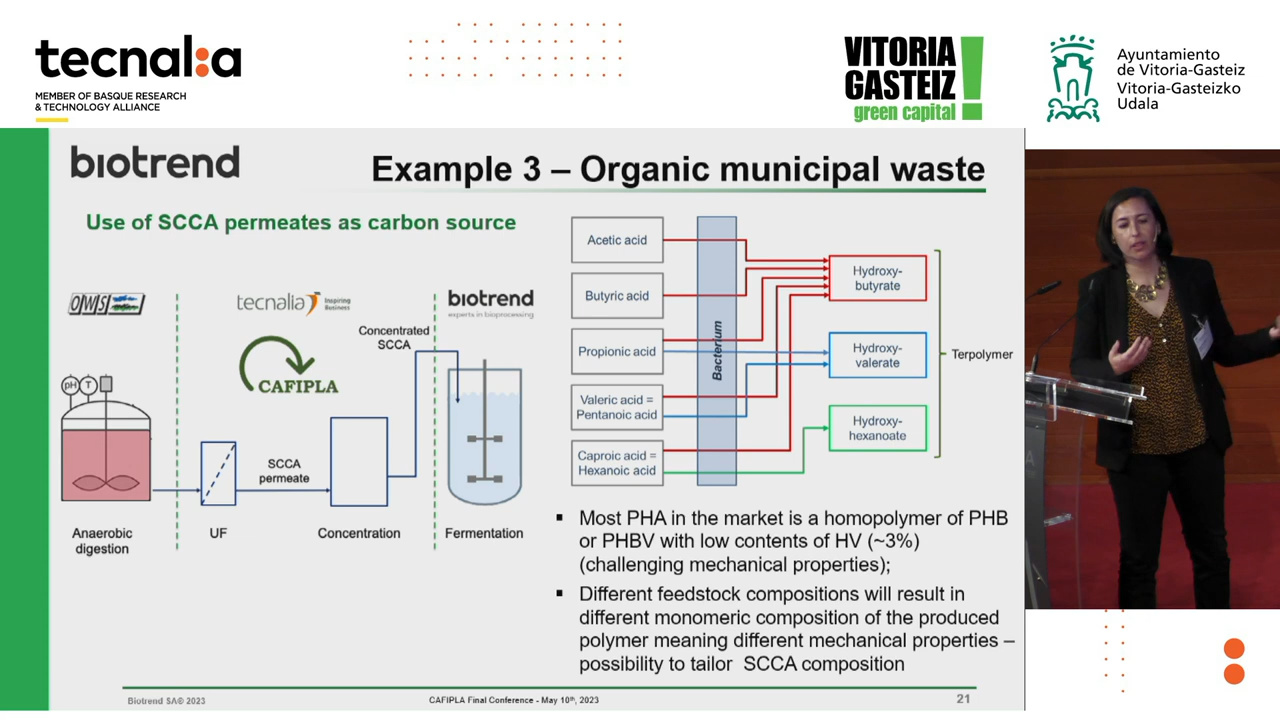 tecnal:a
MEMBER OF BASQUE RESEARCH
& TECHNOLOGY ALLIANCE
VITORIA
GASTEIZ
green capital
Ayuntamiento
de Vitoria-Gasteiz
Vitoria-Gasteizko
Udala
biotrend
Example 3 – Organic municipal waste
Use of SCCA permeates as carbon source
OWS
tecnalia
Inspiring
Business
biotrend
experts in bioprocessing
CAFIPLA
Concentrated
SCCA
pH
T
SCCA
permeate
Anaerobic
digestion
UF
Concentration
Fermentation
Acetic acid
Butyric acid
Propionic acid
Valeric acid =
Pentanoic acid
Caproic acid =
Hexanoic acid
Bacterium
Hydroxy-
butyrate
Hydroxy-
valerate
Hydroxy-
hexanoate
Terpolymer
▪ Most PHA in the market is a homopolymer of PHB
or PHBV with low contents of HV (~3%)
(challenging mechanical properties);
▪ Different feedstock compositions will result in
different monomeric composition of the produced
polymer meaning different mechanical properties –
possibility to tailor SCCA composition
Biotrend SA© 2023
CAFIPLA Final Conference - May 10th, 2023
21